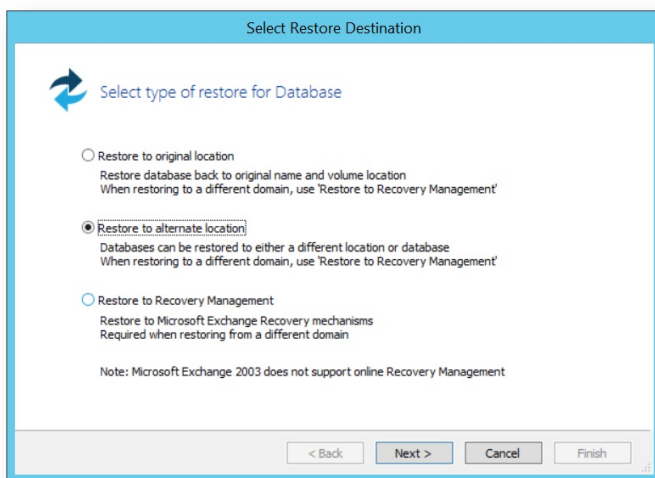 Select Restore Destination
Select type of restore for Database
Restore to original location
Restore database back to original name and volume location
When restoring to a different domain, use 'Restore to Recovery Management'
Restore to alternate location
Databases can be restored to either a different location or database
When restoring to a different domain, use 'Restore to Recovery Management'
Restore to Recovery Management
Restore to Microsoft Exchange Recovery mechanisms
Required when restoring from a different domain
Note: Microsoft Exchange 2003 does not support online Recovery Management
< Back Next > Cancel Finish